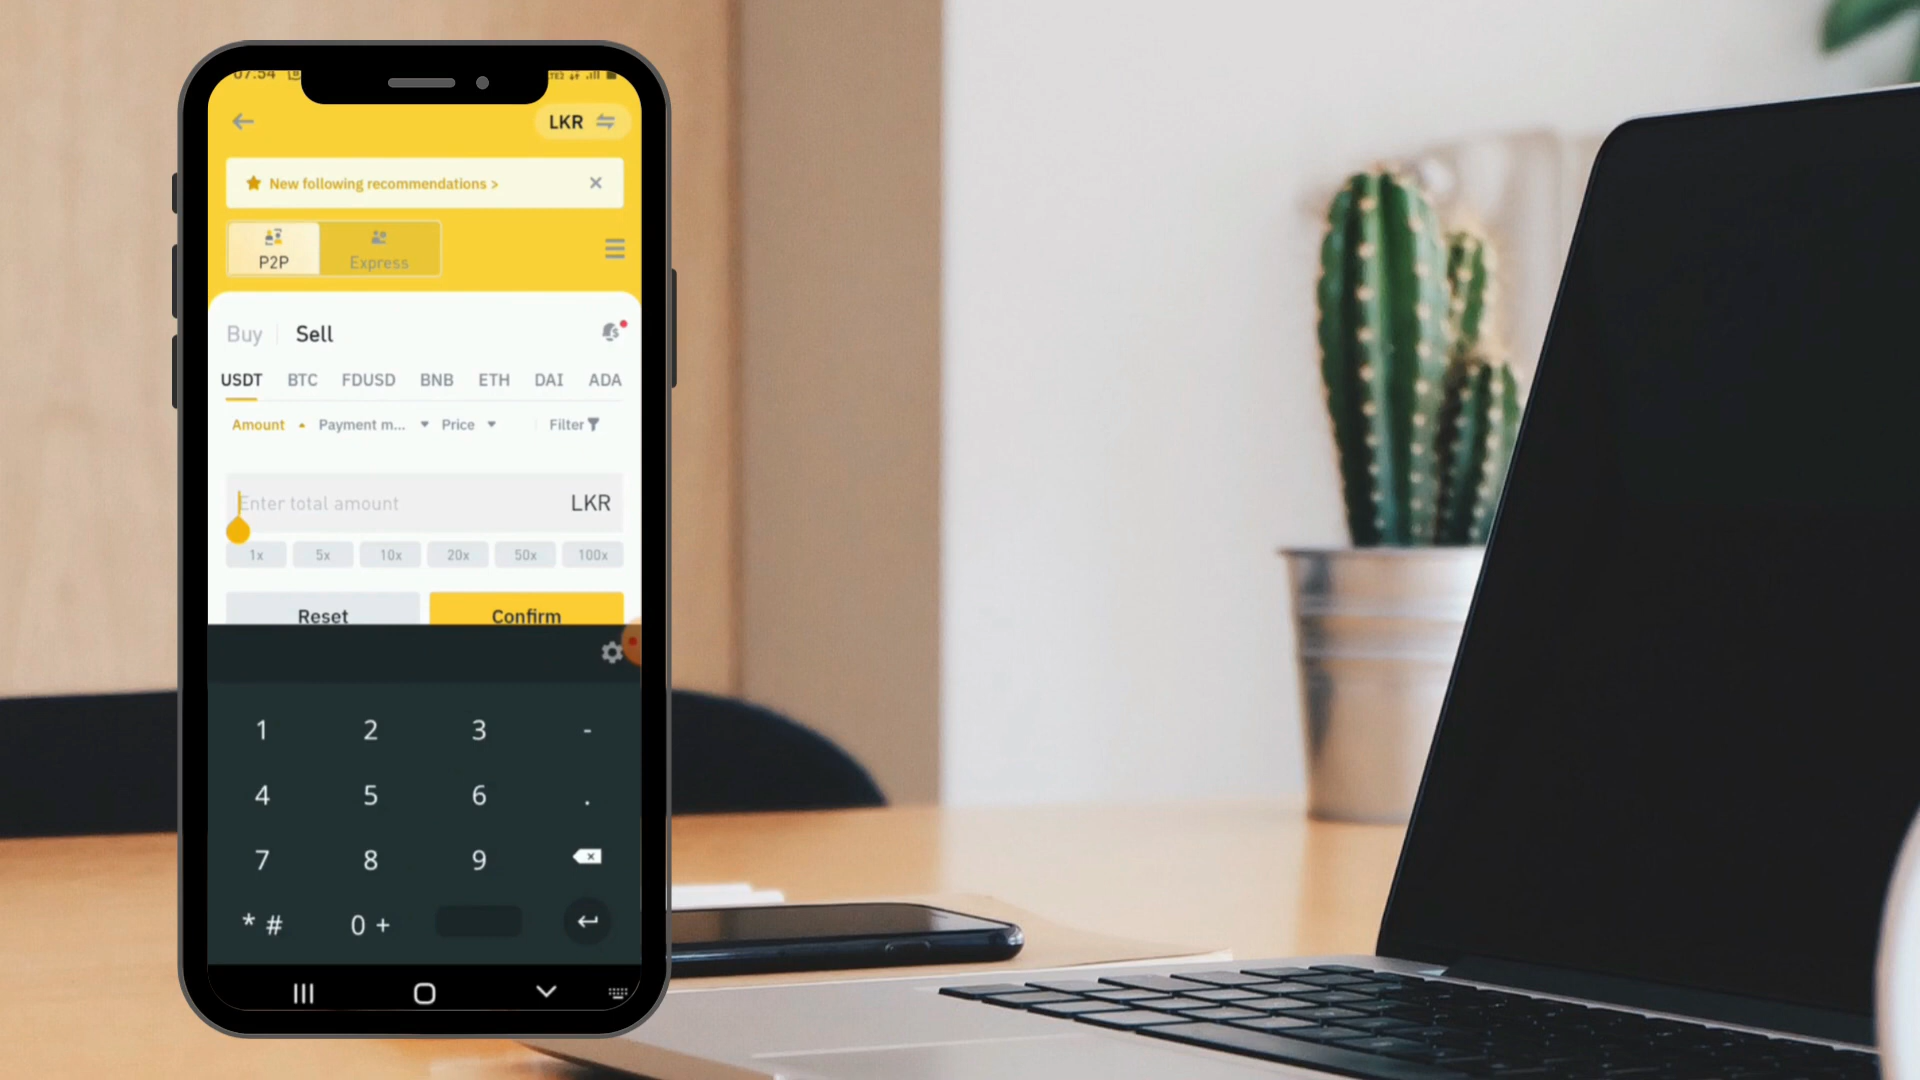 07:54
LKR
New following recommendations >
P2P Express
Buy Sell
USDT BTC FDUSD BNB ETH DAI ADA
Amount Payment m... Price Filter
Enter total amount LKR
1x 5x 10x 20x 50x 100x
Reset Confirm
1 2 3 -
4 5 6 .
7 8 9
* # 0 +